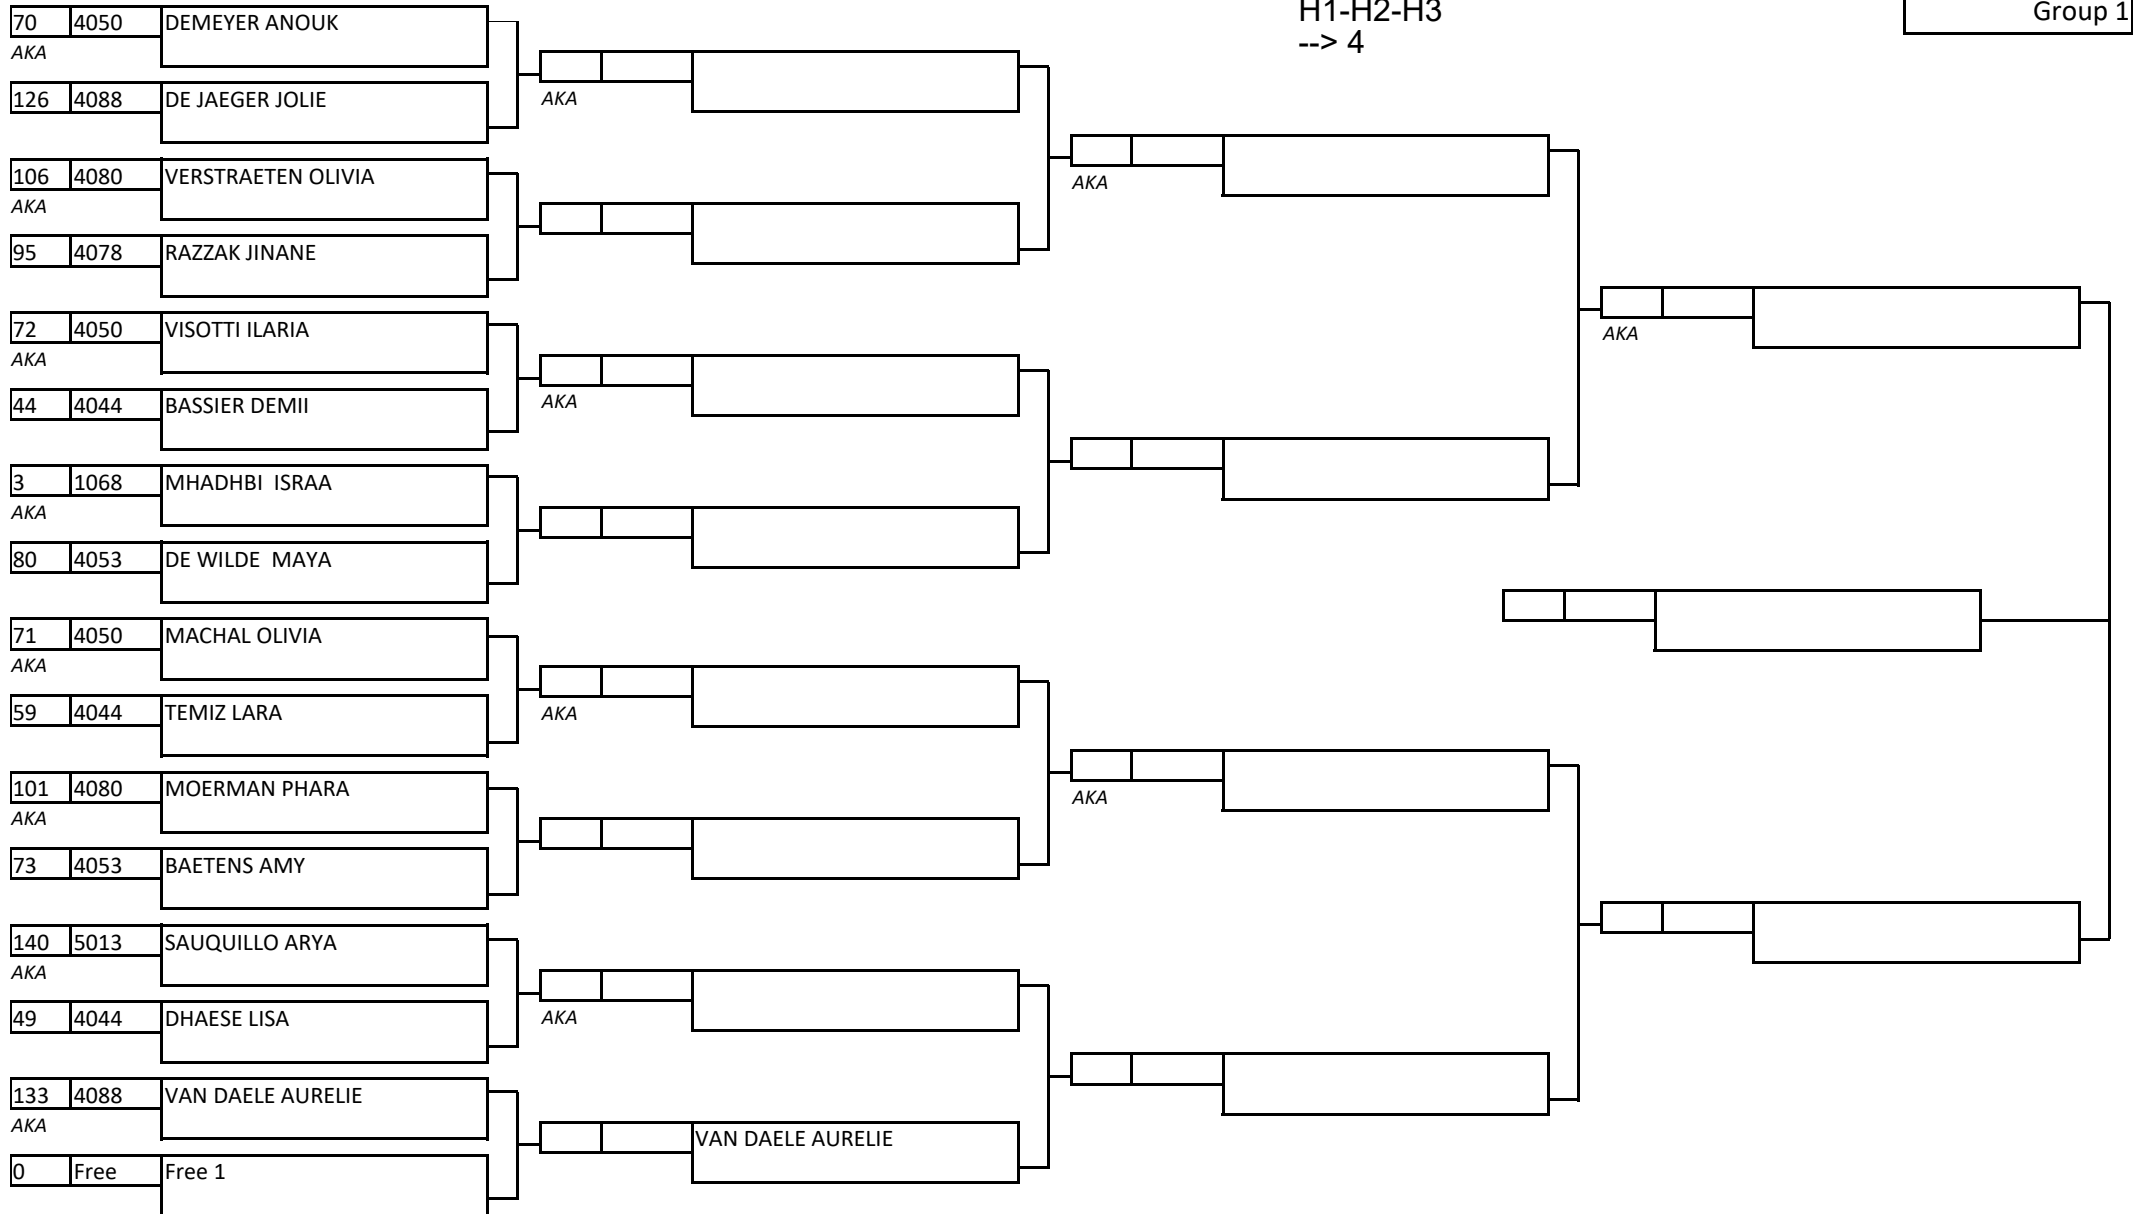 H1-H2-H3
--> 4
Group 1
70 4050 DEMEYER ANOUK
AKA
126 4088 DE JAEGER JOLIE
AKA
106 4080 VERSTRAETEN OLIVIA
AKA
AKA
95 4078 RAZZAK JINANE
72 4050 VISOTTI ILARIA
AKA
AKA
44 4044 BASSIER DEMII
AKA
3 1068 MHADHBI  ISRAA
AKA
80 4053 DE WILDE  MAYA
71 4050 MACHAL OLIVIA
AKA
59 4044 TEMIZ LARA
AKA
101 4080 MOERMAN PHARA
AKA
AKA
73 4053 BAETENS AMY
140 5013 SAUQUILLO ARYA
AKA
49 4044 DHAESE LISA
AKA
133 4088 VAN DAELE AURELIE
AKA
VAN DAELE AURELIE
0 Free Free 1